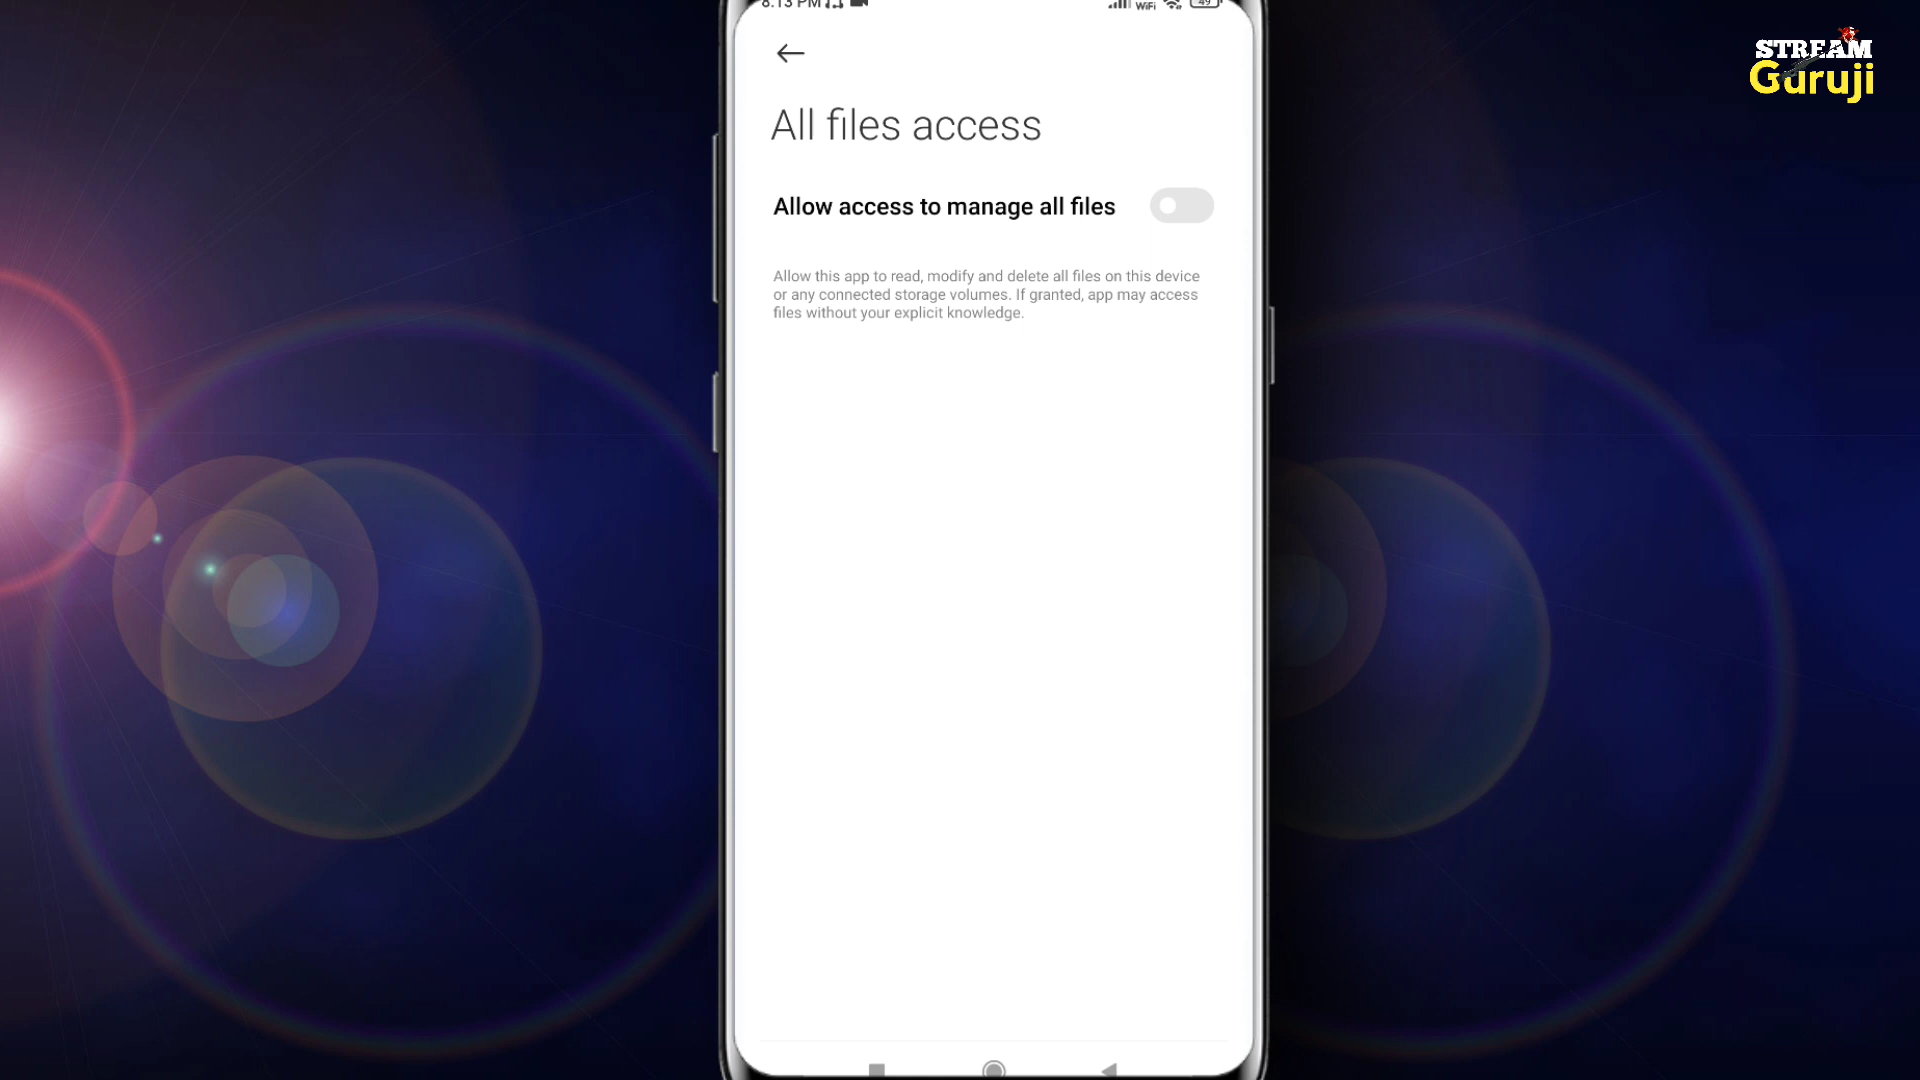 8:13 PM
WiFi
49
STREAM
Guruji
All files access
Allow access to manage all files
Allow this app to read, modify and delete all files on this device
or any connected storage volumes. If granted, app may access
files without your explicit knowledge.